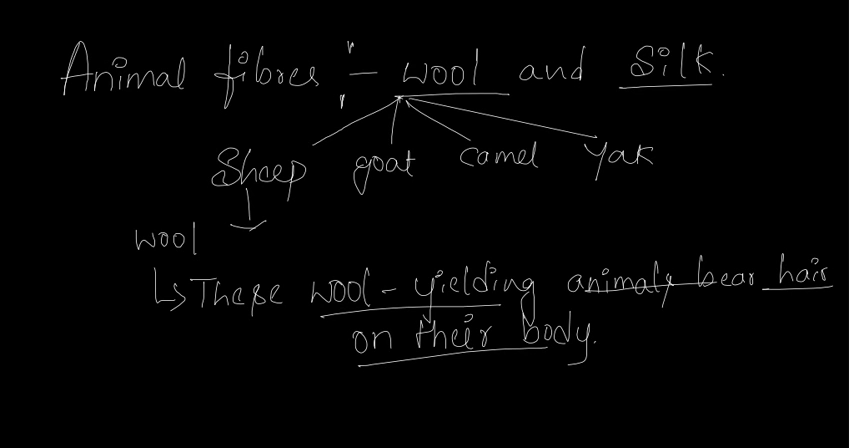 Animal fibres :- wool and Silk.
Sheep goat camel Yak
wool
↳ These wool-yielding animals bear hair
on their body.